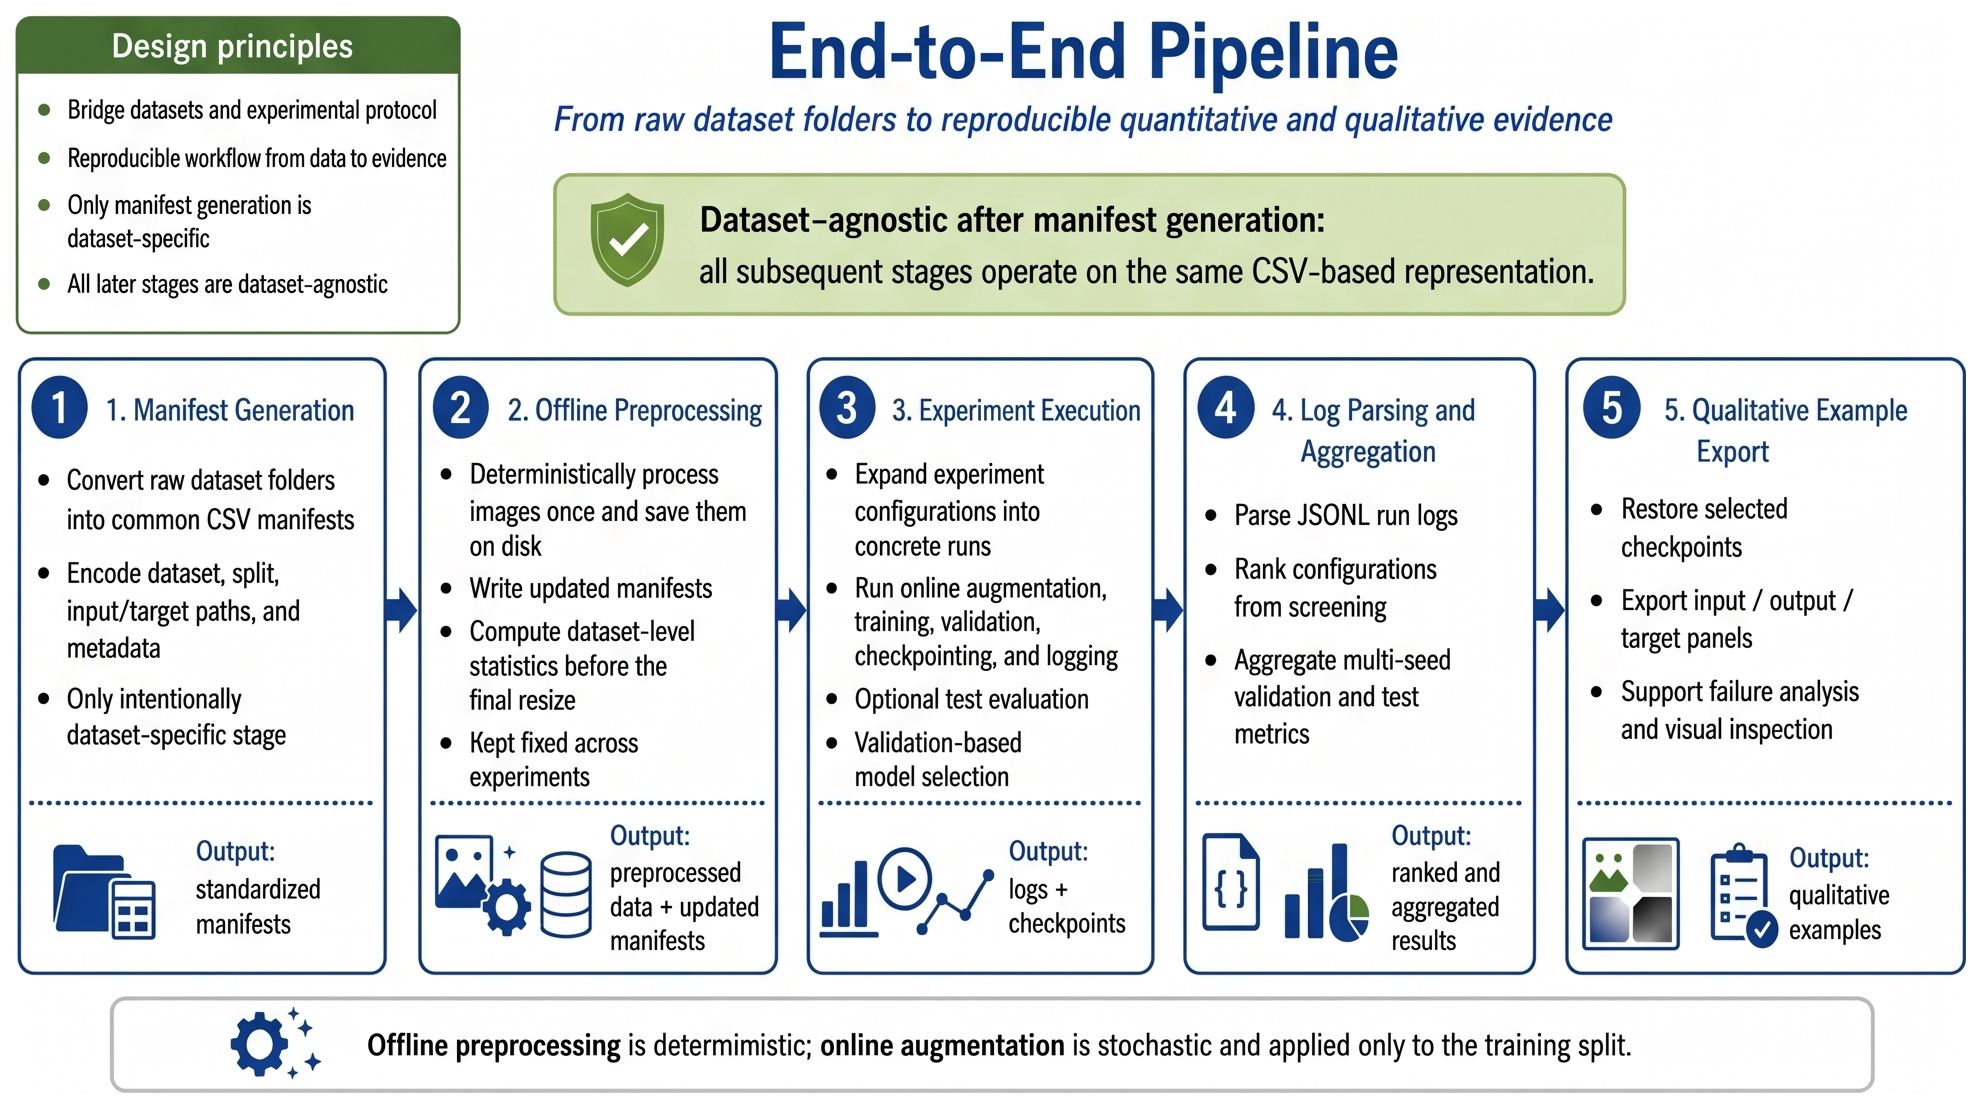 Design principles
• Bridge datasets and experimental protocol
• Reproducible workflow from data to evidence
• Only manifest generation is
dataset-specific
• All later stages are dataset-agnostic
End-to-End Pipeline
From raw dataset folders to reproducible quantitative and qualitative evidence
Dataset-agnostic after manifest generation:
all subsequent stages operate on the same CSV-based representation.
1
1. Manifest Generation
• Convert raw dataset folders
into common CSV manifests
• Encode dataset, split,
input/target paths, and
metadata
• Only intentionally
dataset-specific stage
Output:
standardized
manifests
2
2. Offline Preprocessing
• Deterministically process
images once and save them
on disk
• Write updated manifests
• Compute dataset-level
statistics before the
final resize
• Kept fixed across
experiments
Output:
preprocessed
data + updated
manifests
3
3. Experiment Execution
• Expand experiment
configurations into
concrete runs
• Run online augmentation,
training, validation,
checkpointing, and logging
• Optional test evaluation
• Validation-based
model selection
Output:
logs +
checkpoints
4
4. Log Parsing and
Aggregation
• Parse JSONL run logs
• Rank configurations
from screening
• Aggregate multi-seed
validation and test
metrics
{ }
Output:
ranked and
aggregated
results
5
5. Qualitative Example
Export
• Restore selected
checkpoints
• Export input / output /
target panels
• Support failure analysis
and visual inspection
Output:
qualitative
examples
Offline preprocessing is determimistic; online augmentation is stochastic and applied only to the training split.